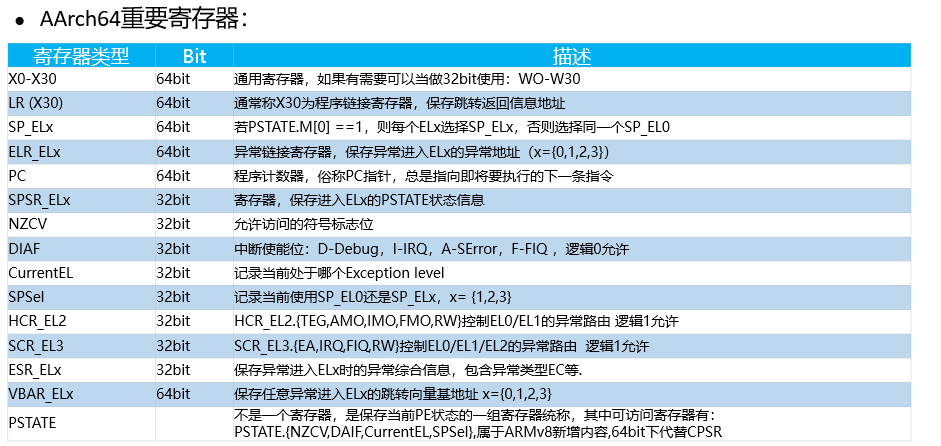 ● AArch64重要寄存器：
寄存器类型 Bit 描述
X0-X30 64bit 通用寄存器，如果有需要可以当做32bit使用：WO-W30
LR (X30) 64bit 通常称X30为程序链接寄存器，保存跳转返回信息地址
SP_ELx 64bit 若PSTATE.M[0] ==1，则每个ELx选择SP_ELx，否则选择同一个SP_EL0
ELR_ELx 64bit 异常链接寄存器，保存异常进入ELx的异常地址（x={0,1,2,3}）
PC 64bit 程序计数器，俗称PC指针，总是指向即将要执行的下一条指令
SPSR_ELx 32bit 寄存器，保存进入ELx的PSTATE状态信息
NZCV 32bit 允许访问的符号标志位
DIAF 32bit 中断使能位：D-Debug，I-IRQ，A-SError，F-FIQ ，逻辑0允许
CurrentEL 32bit 记录当前处于哪个Exception level
SPSel 32bit 记录当前使用SP_EL0还是SP_ELx，x= {1,2,3}
HCR_EL2 32bit HCR_EL2.{TEG,AMO,IMO,FMO,RW}控制EL0/EL1的异常路由 逻辑1允许
SCR_EL3 32bit SCR_EL3.{EA,IRQ,FIQ,RW}控制EL0/EL1/EL2的异常路由 逻辑1允许
ESR_ELx 32bit 保存异常进入ELx时的异常综合信息，包含异常类型EC等.
VBAR_ELx 64bit 保存任意异常进入ELx的跳转向量基地址 x={0,1,2,3}
PSTATE 不是一个寄存器，是保存当前PE状态的一组寄存器统称，其中可访问寄存器有：
PSTATE.{NZCV,DAIF,CurrentEL,SPSel},属于ARMv8新增内容,64bit下代替CPSR